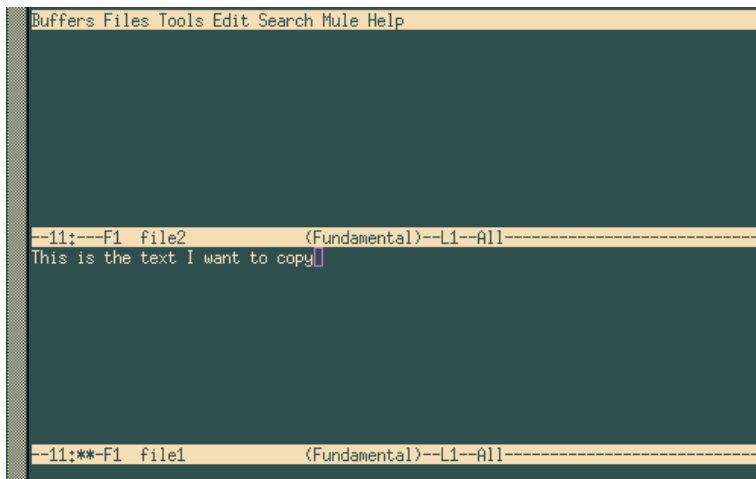 Buffers Files Tools Edit Search Mule Help
--11:---F1  file2             (Fundamental)--L1--All----------------------------
This is the text I want to copy
--11:**-F1  file1             (Fundamental)--L1--All----------------------------